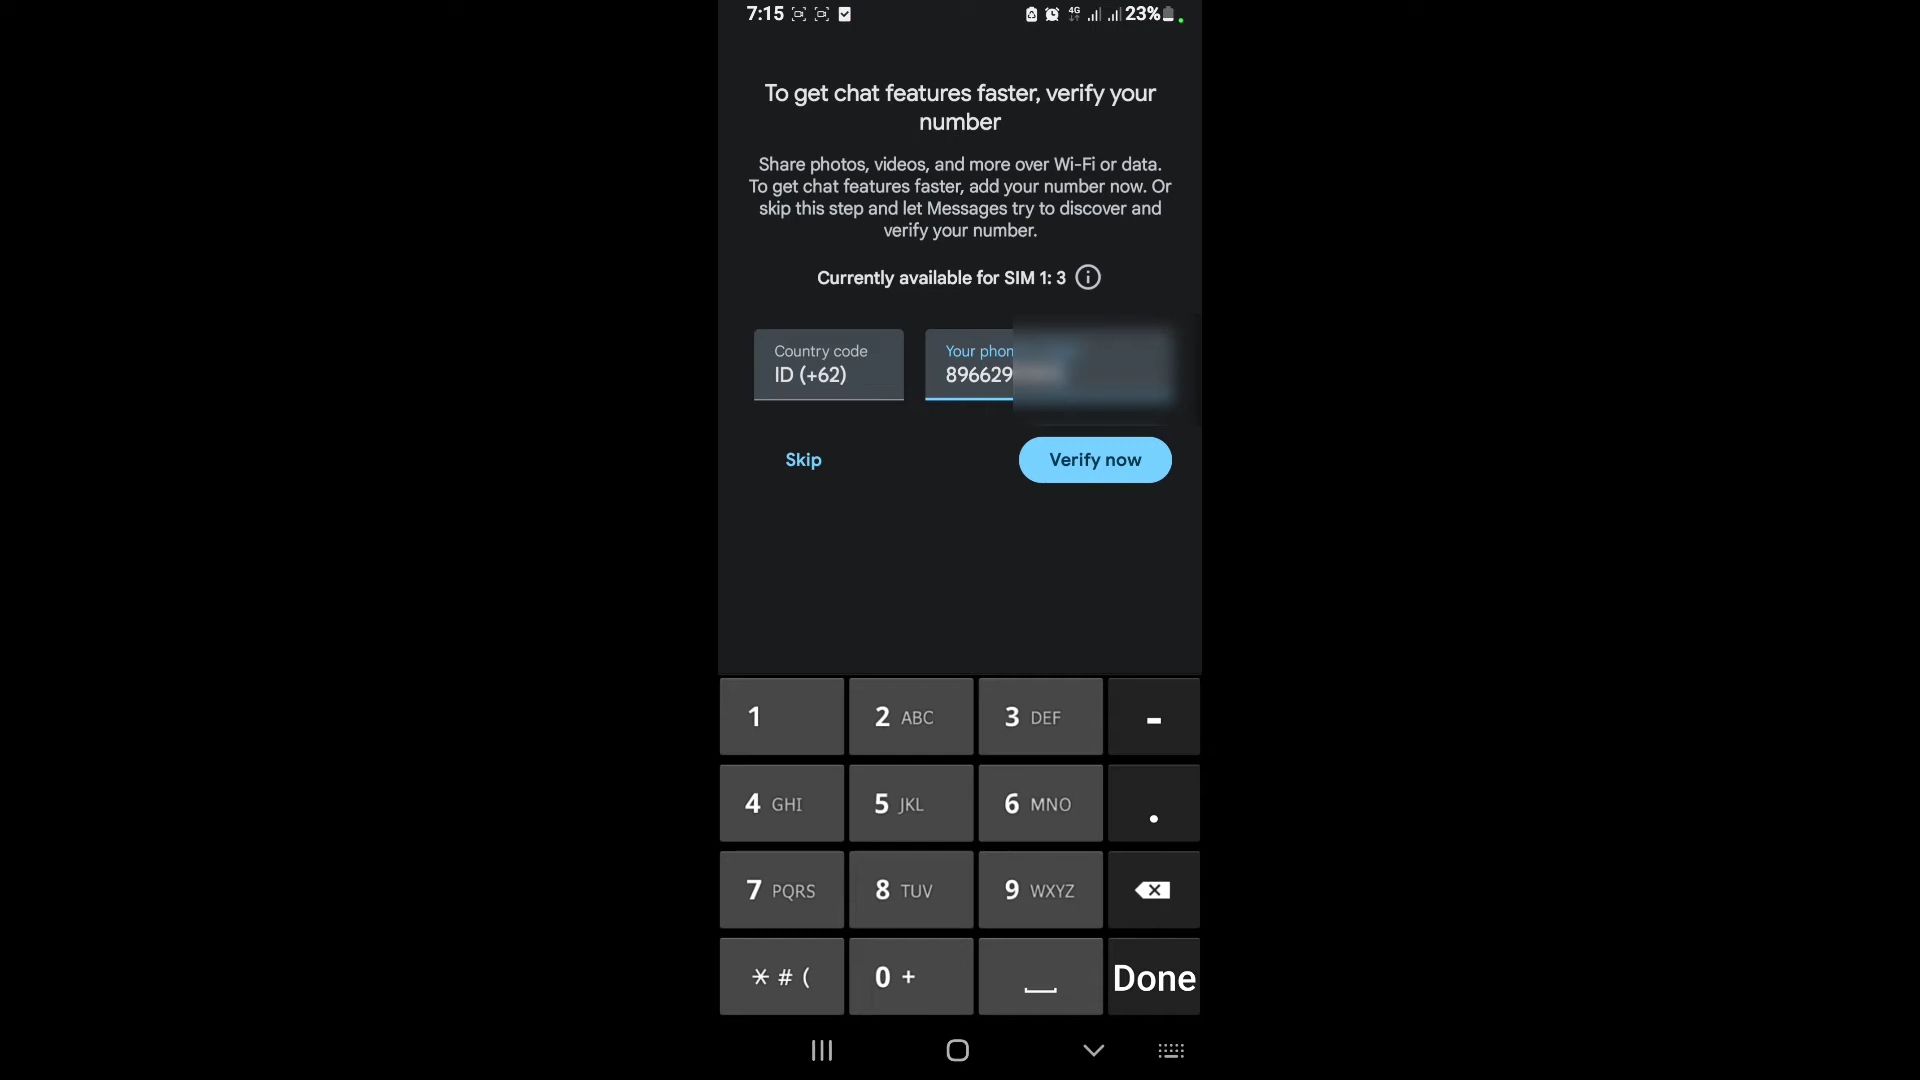 7:15
4G 23%
To get chat features faster, verify your
number
Share photos, videos, and more over Wi-Fi or data.
To get chat features faster, add your number now. Or
skip this step and let Messages try to discover and
verify your number.
Currently available for SIM 1: 3
Country code
ID (+62)
Your
896629
Skip
Verify now
1
2 ABC
3 DEF
-
4 GHI
5 JKL
6 MNO
.
7 PQRS
8 TUV
9 WXYZ
* # (
0 +
Done